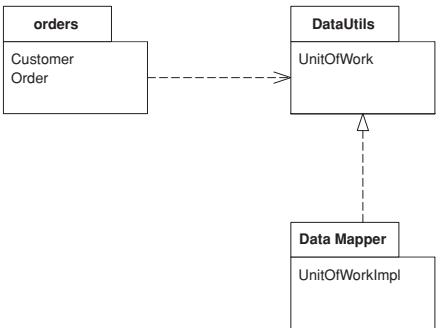 orders
Customer
Order
DataUtils
UnitOfWork
Data Mapper
UnitOfWorkImpl